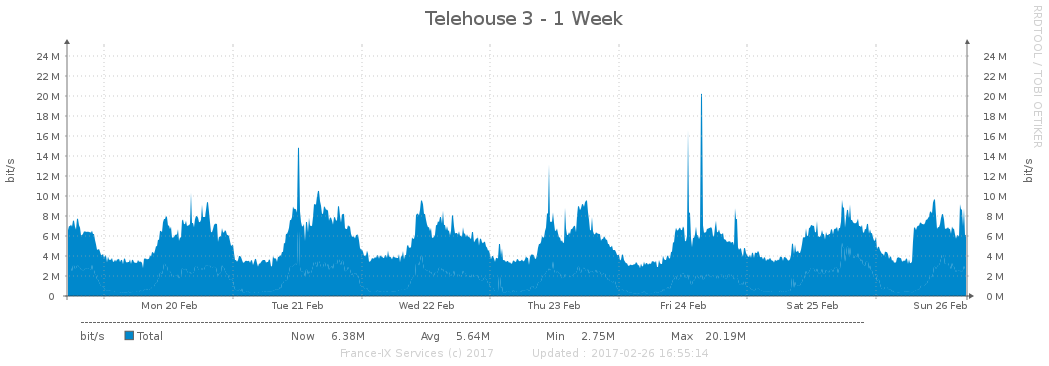 Telehouse 3 - 1 Week
RRDTOOL / TOBI OETIKER
bit/s
24 M 24 M
22 M 22 M
20 M 20 M
18 M 18 M
16 M 16 M
14 M 14 M
12 M 12 M
10 M 10 M
8 M 8 M
6 M 6 M
4 M 4 M
2 M 2 M
0 0 M
bit/s
Mon 20 Feb Tue 21 Feb Wed 22 Feb Thu 23 Feb Fri 24 Feb Sat 25 Feb Sun 26 Feb
bit/s Total Now 6.38M Avg 5.64M Min 2.75M Max 20.19M
France-IX Services (c) 2017 Updated : 2017-02-26 16:55:14